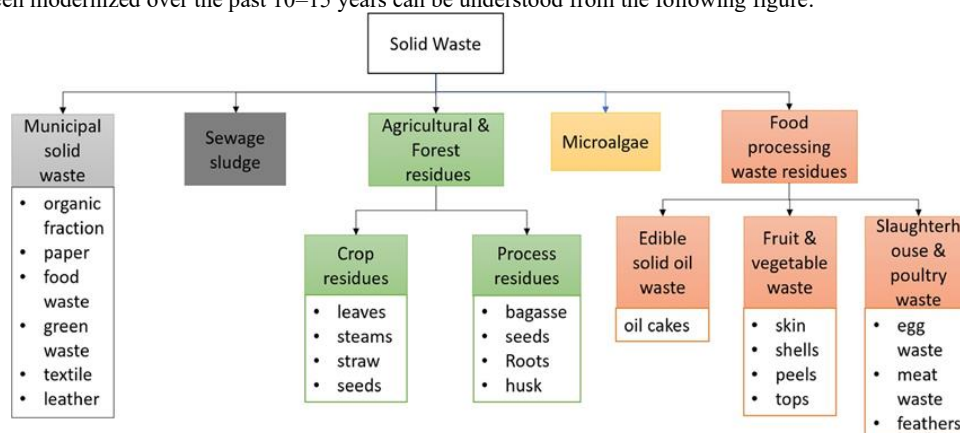 een modernized over the past 10–15 years can be understood from the following figure.
Solid Waste
Municipal
solid
waste
• organic
fraction
• paper
• food
waste
• green
waste
• textile
• leather
Sewage
sludge
Agricultural &
Forest
residues
Crop
residues
• leaves
• steams
• straw
• seeds
Process
residues
• bagasse
• seeds
• Roots
• husk
Microalgae
Food
processing
waste residues
Edible
solid oil
waste
oil cakes
Fruit &
vegetable
waste
• skin
• shells
• peels
• tops
Slaughterh
ouse &
poultry
waste
• egg
waste
• meat
waste
• feathers